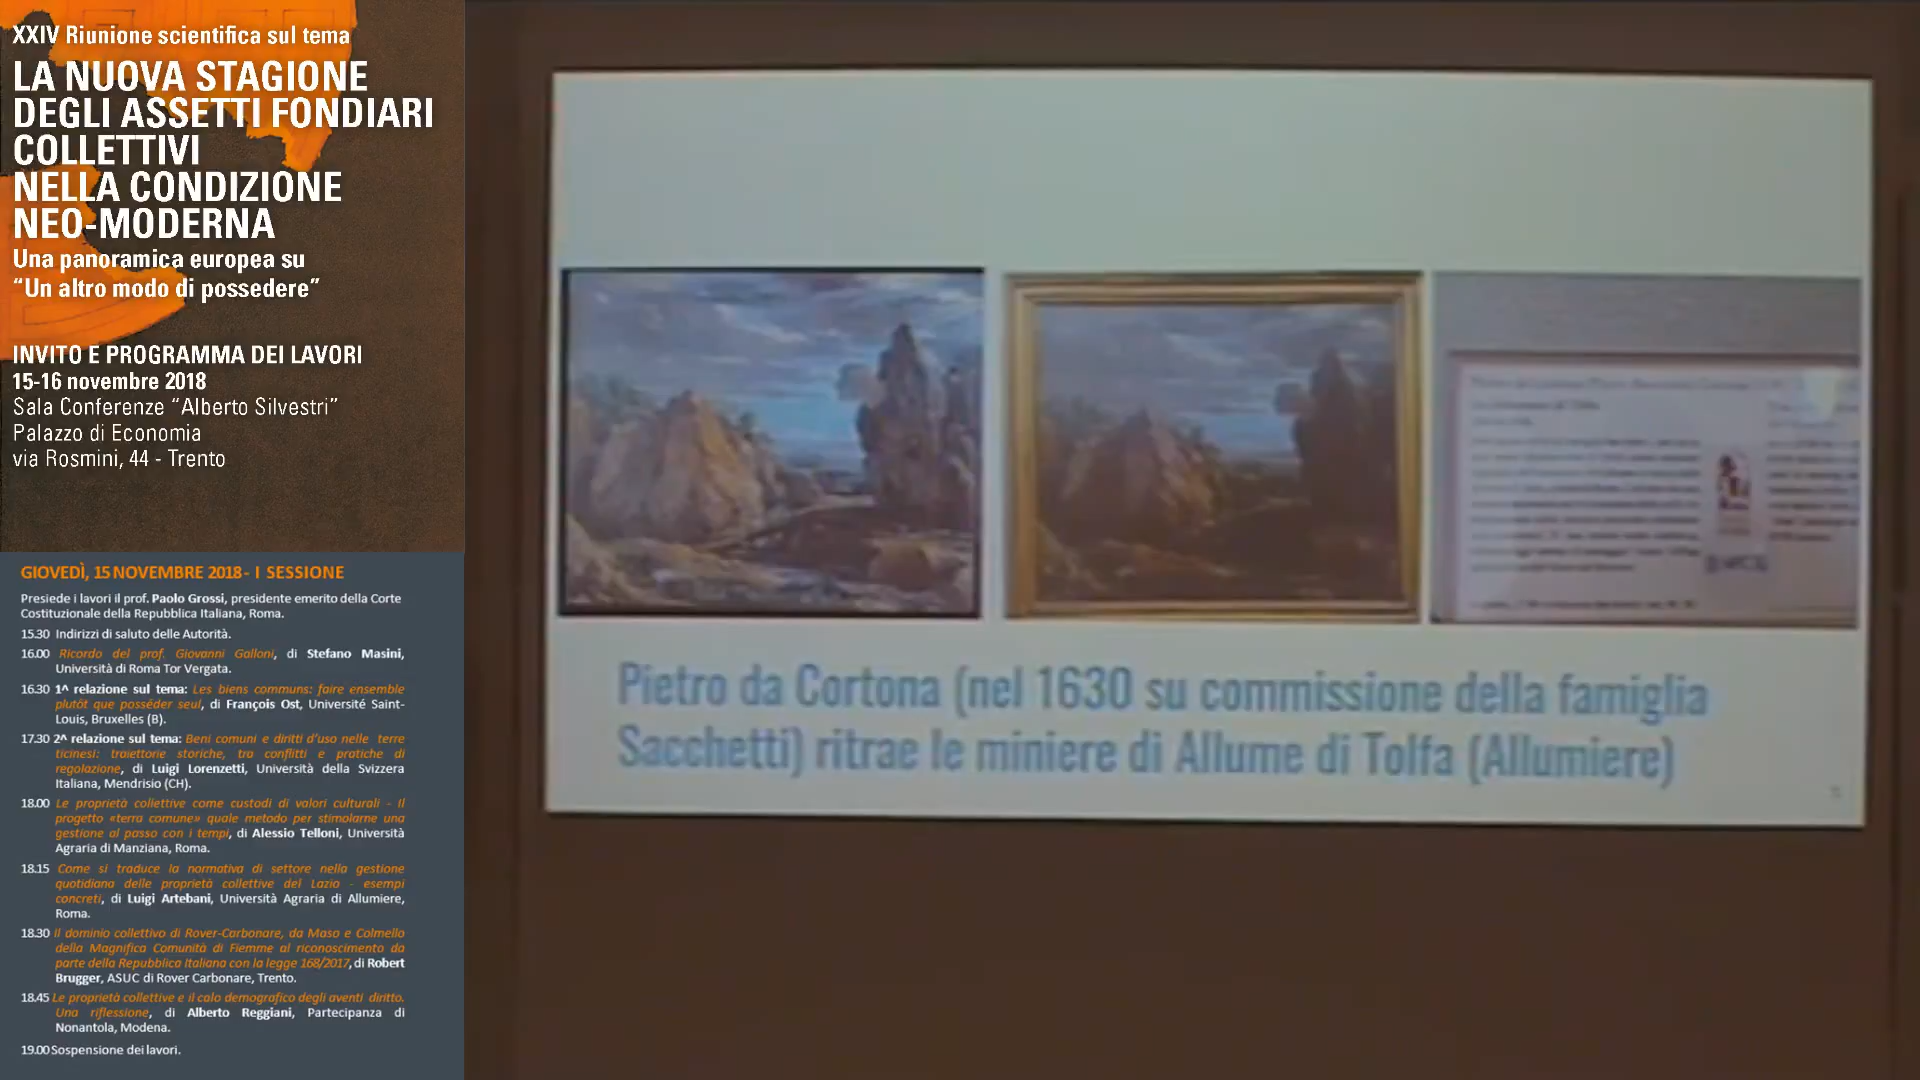 XXIV Riunione scientifica sul tema
LA NUOVA STAGIONE
DEGLI ASSETTI FONDIARI
COLLETTIVI
NELLA CONDIZIONE
NEO-MODERNA
Una panoramica europea su
“Un altro modo di possedere”
INVITO E PROGRAMMA DEI LAVORI
15-16 novembre 2018
Sala Conferenze “Alberto Silvestri”
Palazzo di Economia
via Rosmini, 44 - Trento
GIOVEDÌ, 15 NOVEMBRE 2018 - I SESSIONE
Presiede i lavori il prof. Paolo Grossi, presidente emerito della Corte
Costituzionale della Repubblica Italiana, Roma.
15.30 Indirizzi di saluto delle Autorità.
16.00 Ricordo del prof. Giovanni Galloni, di Stefano Masini,
Università di Roma Tor Vergata.
16.30 1^ relazione sul tema: Les biens communs: faire ensemble
plutôt que posséder seul, di François Ost, Université Saint-
Louis, Bruxelles (B).
17.30 2^ relazione sul tema: Beni comuni e diritti d'uso nelle terre
ticinesi: traiettorie storiche, tra conflitti e pratiche di
regolazione, di Luigi Lorenzetti, Università della Svizzera
Italiana, Mendrisio (CH).
18.00 Le proprietà collettive come custodi di valori culturali - Il
progetto «terra comune» quale metodo per stimolarne una
gestione al passo con i tempi, di Alessio Telloni, Università
Agraria di Manziana, Roma.
18.15 Come si traduce la normativa di settore nella gestione
quotidiana delle proprietà collettive del Lazio - esempi
concreti, di Luigi Artebani, Università Agraria di Allumiere,
Roma.
18.30 Il dominio collettivo di Rover-Carbonare, da Maso e Colmello
della Magnifica Comunità di Fiemme al riconoscimento da
parte della Repubblica Italiana con la legge 168/2017, di Robert
Brugger, ASUC di Rover Carbonare, Trento.
18.45 Le proprietà collettive e il calo demografico degli aventi diritto.
Una riflessione, di Alberto Reggiani, Partecipanza di
Nonantola, Modena.
19.00 Sospensione dei lavori.
Pietro da Cortona (nel 1630 su commissione della famiglia
Sacchetti) ritrae le miniere di Allume di Tolfa (Allumiere)